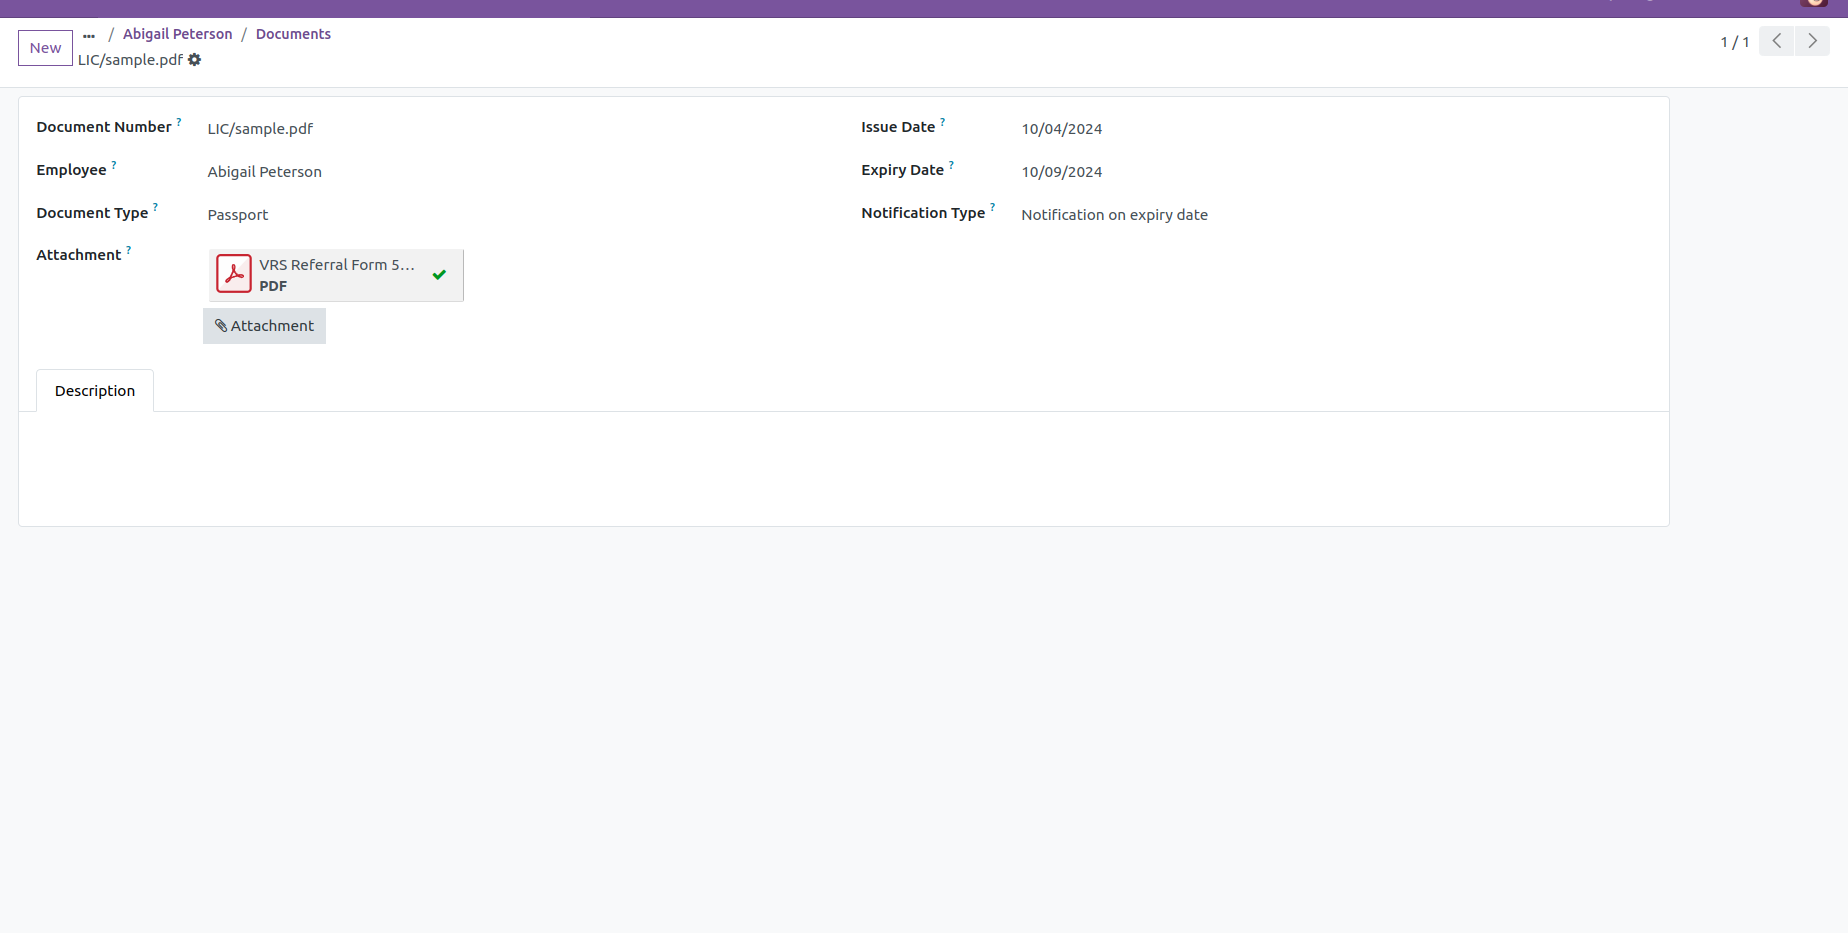 New
... / Abigail Peterson / Documents
LIC/sample.pdf
1 / 1
Document Number ? LIC/sample.pdf
Issue Date ? 10/04/2024
Employee ? Abigail Peterson
Expiry Date ? 10/09/2024
Document Type ? Passport
Notification Type ? Notification on expiry date
Attachment ?
VRS Referral Form 5...
PDF
Attachment
Description